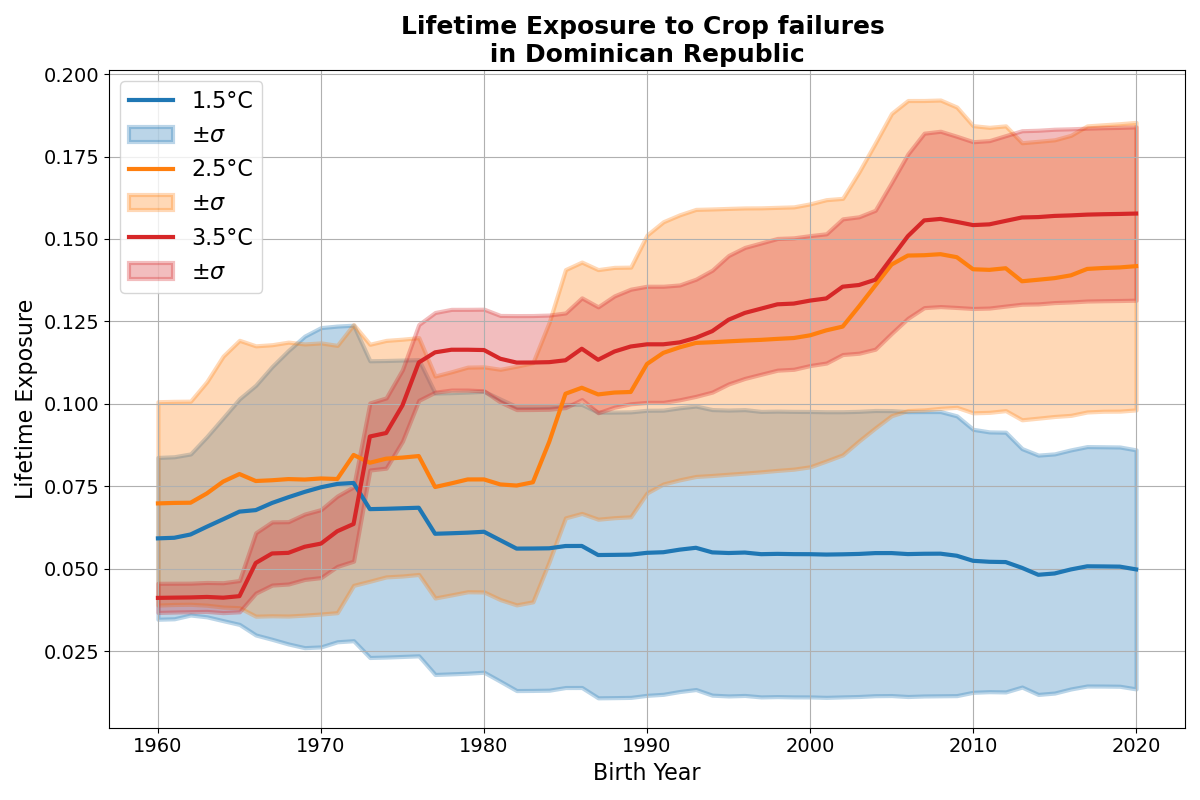 Lifetime Exposure to Crop failures
in Dominican Republic
0.200
0.175
0.150
0.125
0.100
0.075
0.050
0.025
Lifetime Exposure
1.5°C
±σ
2.5°C
±σ
3.5°C
±σ
1960 1970 1980 1990 2000 2010 2020
Birth Year